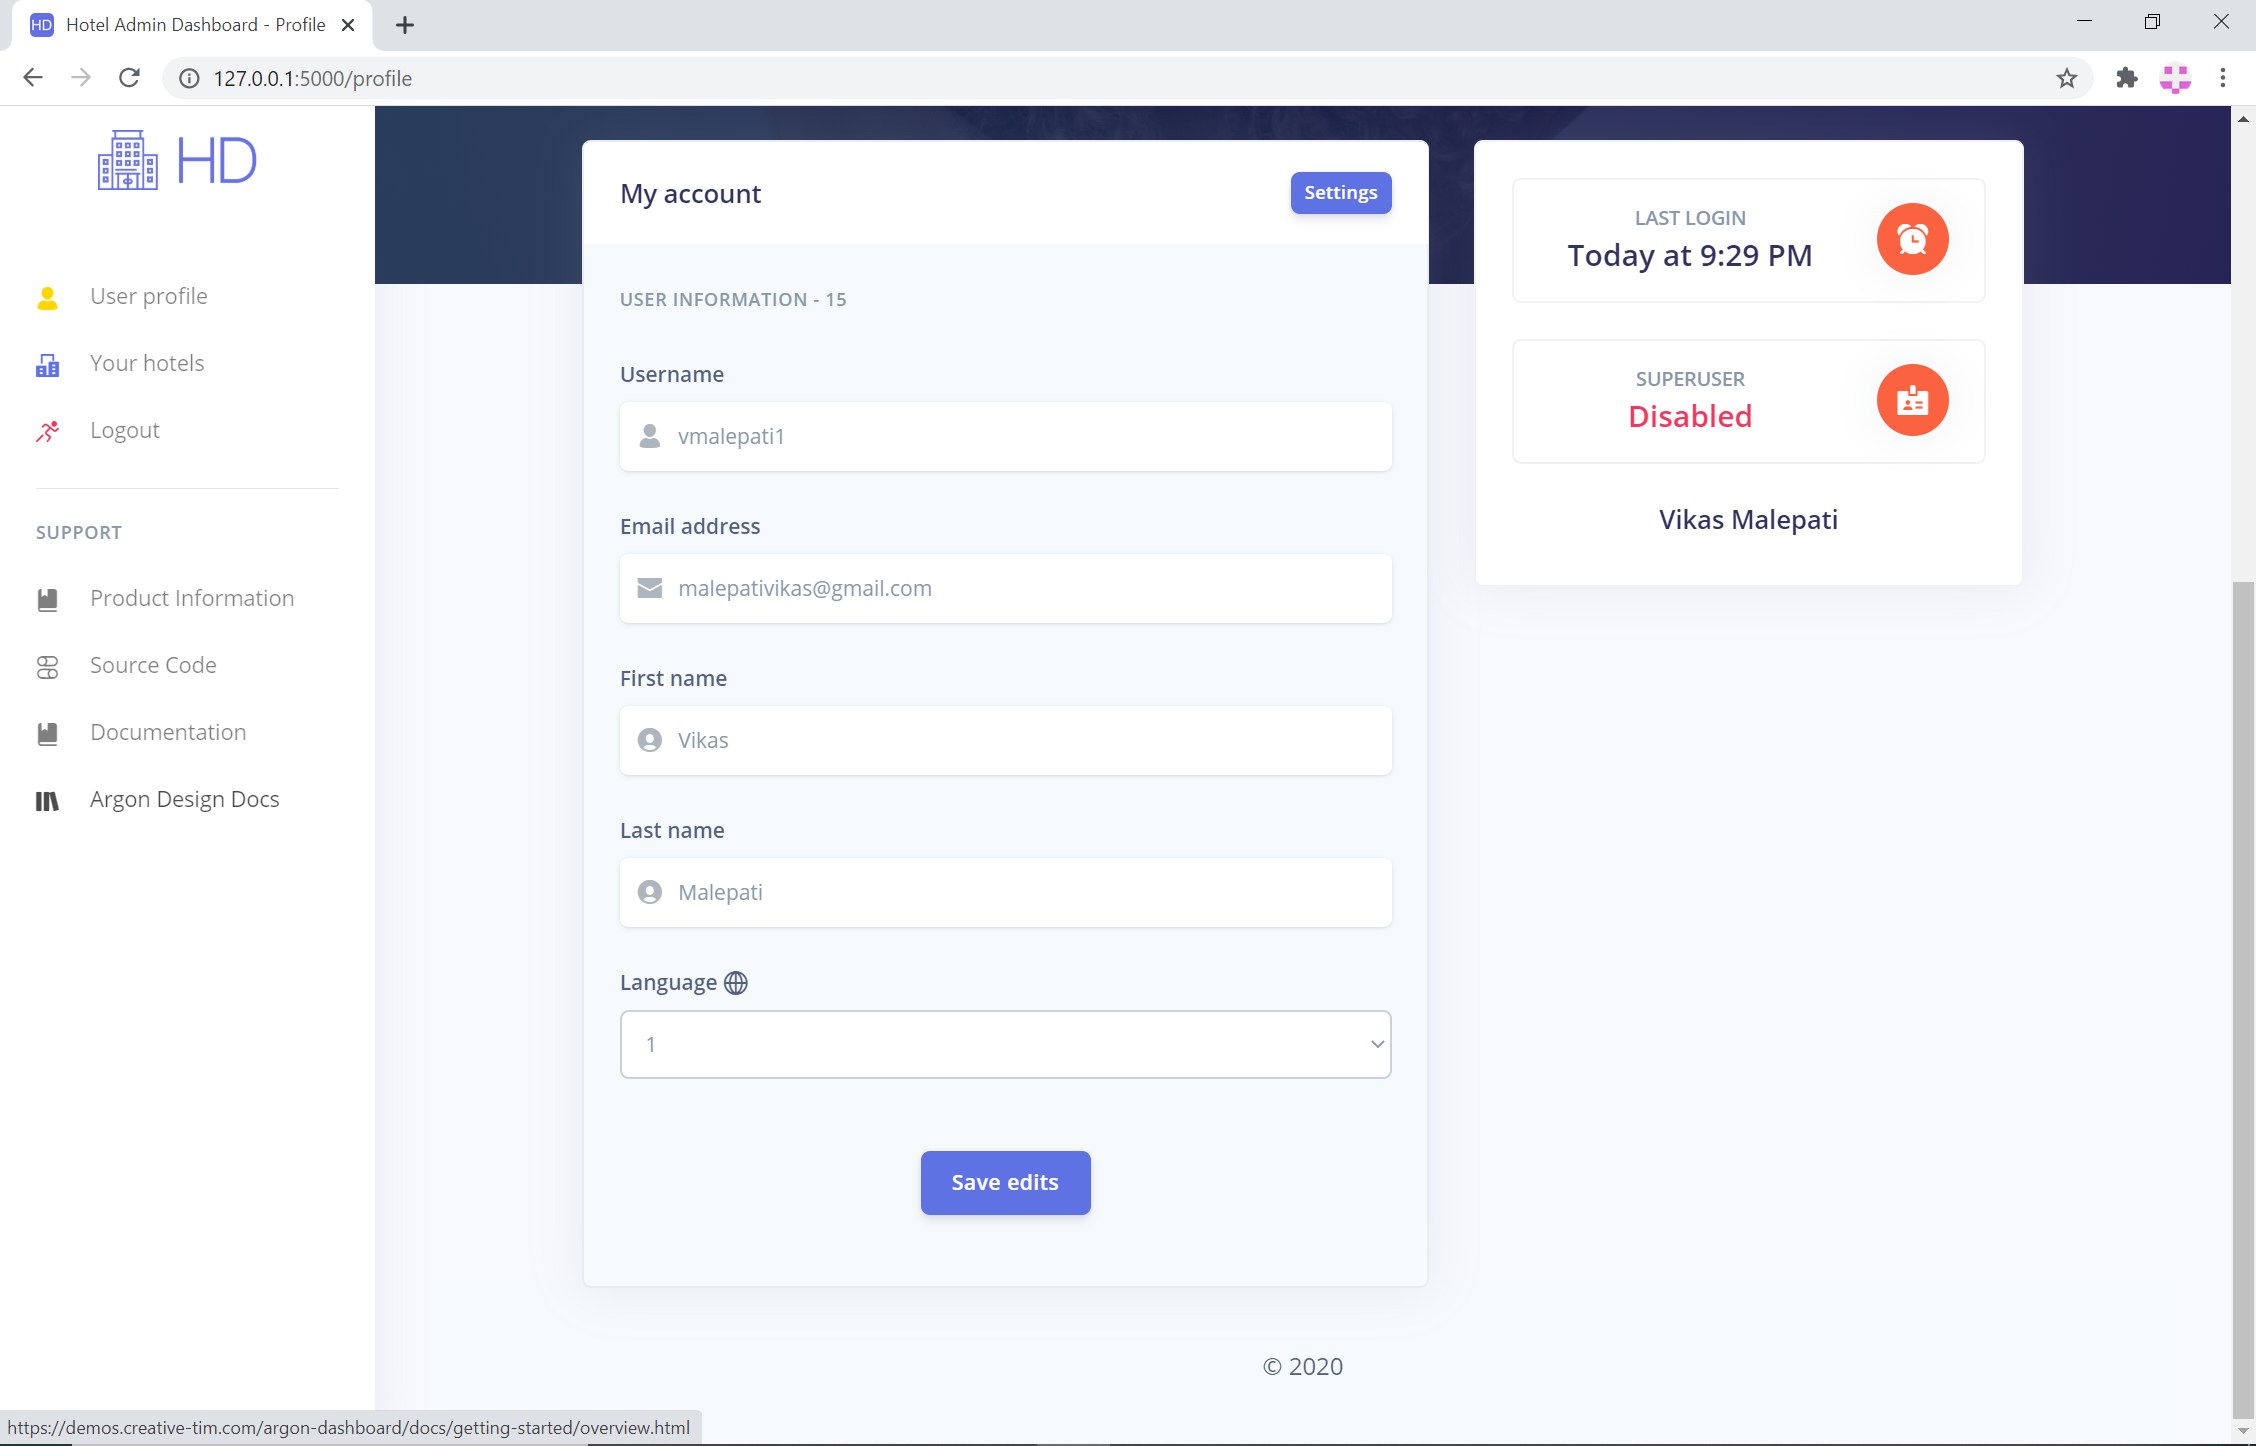 HD Hotel Admin Dashboard - Profile
127.0.0.1:5000/profile
HD
User profile
Your hotels
Logout
SUPPORT
Product Information
Source Code
Documentation
Argon Design Docs
My account
Settings
USER INFORMATION - 15
Username
vmalepati1
Email address
malepativikas@gmail.com
First name
Vikas
Last name
Malepati
Language
1
Save edits
LAST LOGIN
Today at 9:29 PM
SUPERUSER
Disabled
Vikas Malepati
© 2020
https://demos.creative-tim.com/argon-dashboard/docs/getting-started/overview.html